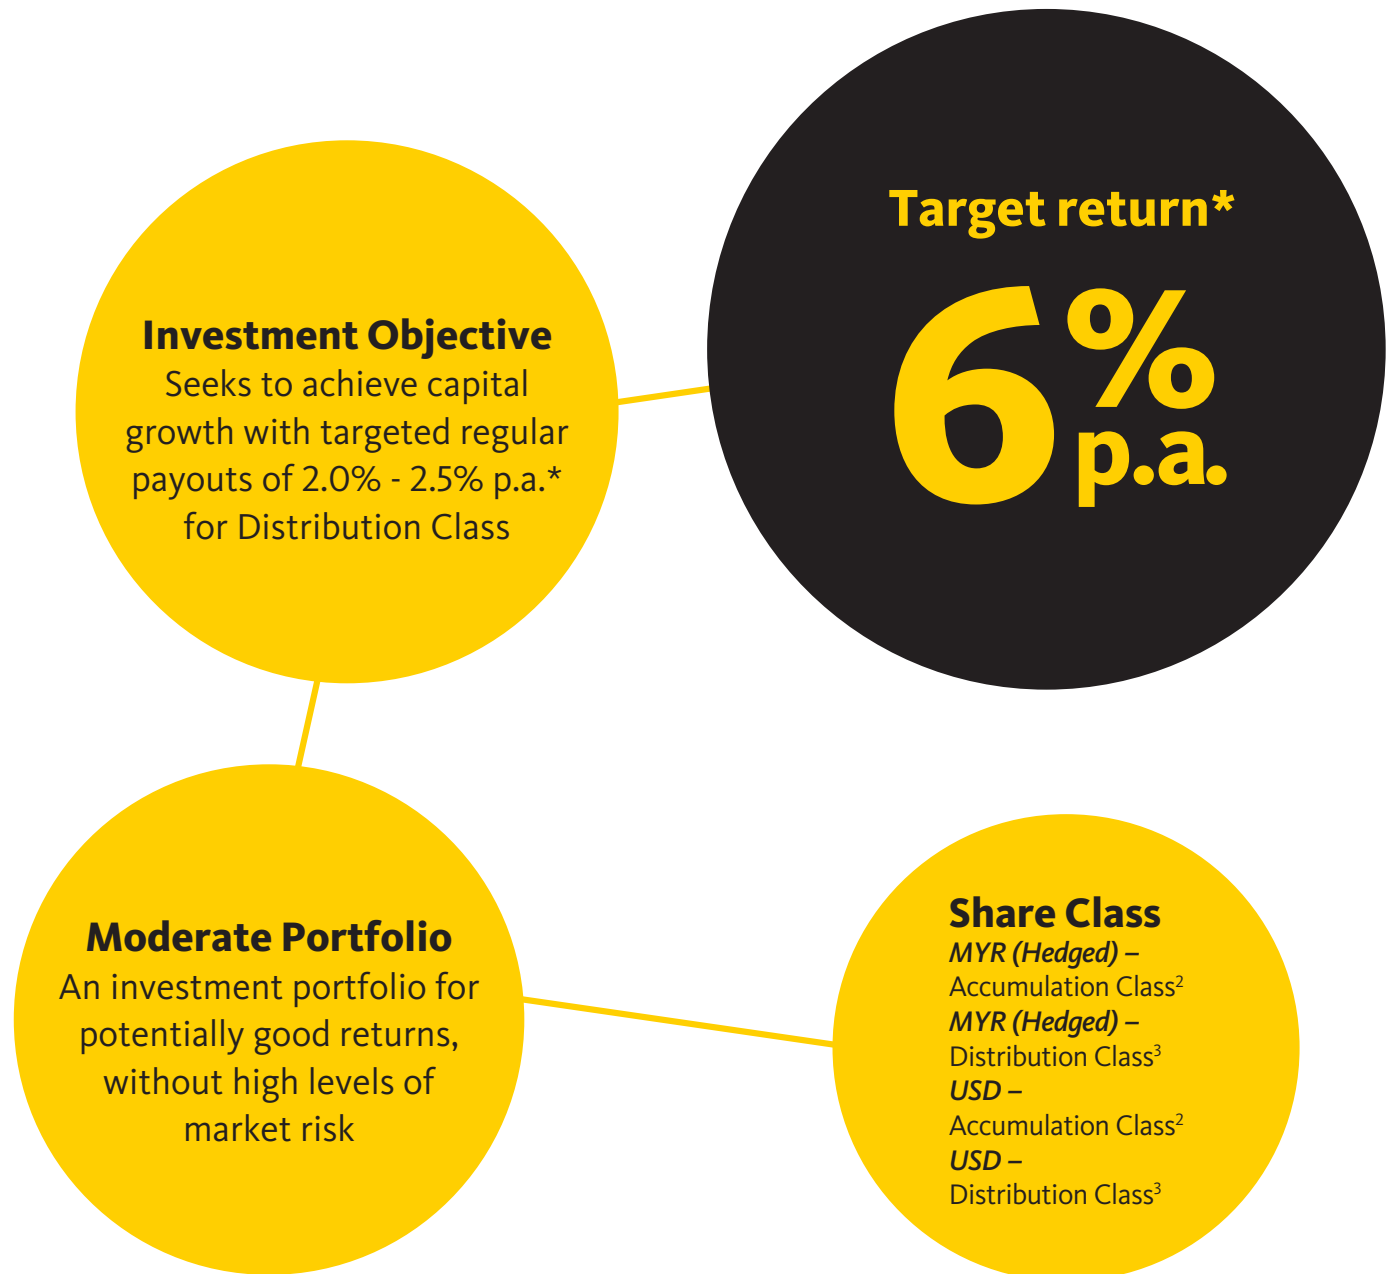 Target return*
6% p.a.
Investment Objective
Seeks to achieve capital
growth with targeted regular
payouts of 2.0% - 2.5% p.a.*
for Distribution Class
Moderate Portfolio
An investment portfolio for
potentially good returns,
without high levels of
market risk
Share Class
MYR (Hedged) –
Accumulation Class²
MYR (Hedged) –
Distribution Class³
USD –
Accumulation Class²
USD –
Distribution Class³